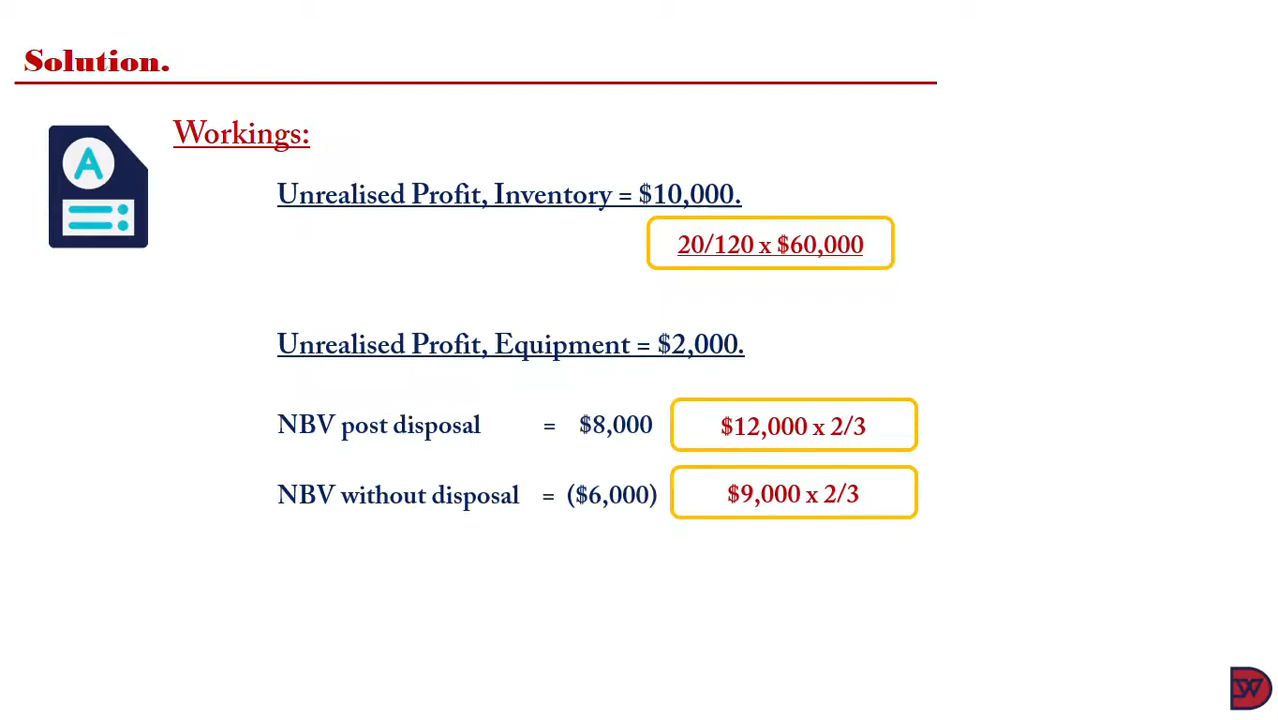 Solution.
Workings:
A
Unrealised Profit, Inventory = $10,000.
20/120 x $60,000
Unrealised Profit, Equipment = $2,000.
NBV post disposal = $8,000 $12,000 x 2/3
NBV without disposal = ($6,000) $9,000 x 2/3